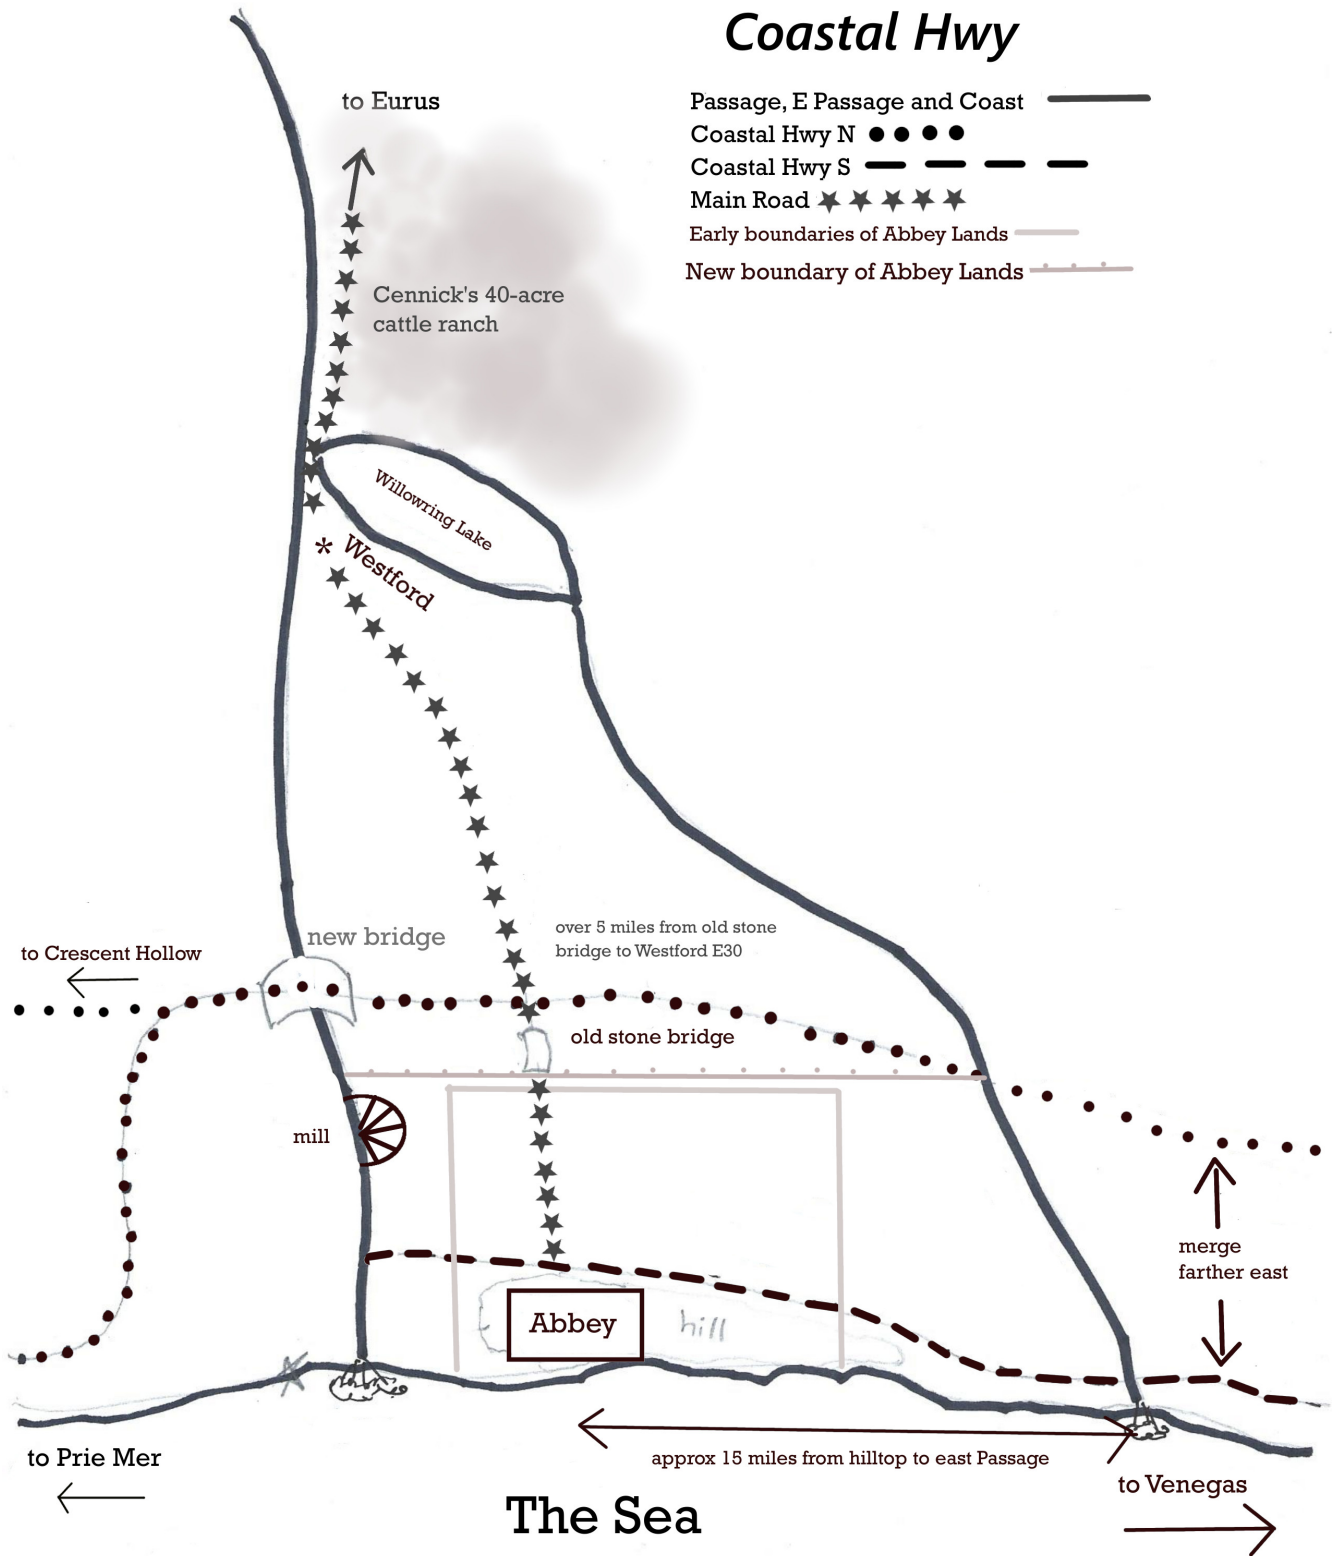 Coastal Hwy
Passage, E Passage and Coast
Coastal Hwy N
Coastal Hwy S
Main Road
Early boundaries of Abbey Lands
New boundary of Abbey Lands
to Eurus
Cennick's 40-acre
cattle ranch
Willowring Lake
* Westford
new bridge
over 5 miles from old stone
bridge to Westford E30
to Crescent Hollow
old stone bridge
mill
merge
farther east
Abbey
hill
to Prie Mer
approx 15 miles from hilltop to east Passage
to Venegas
The Sea